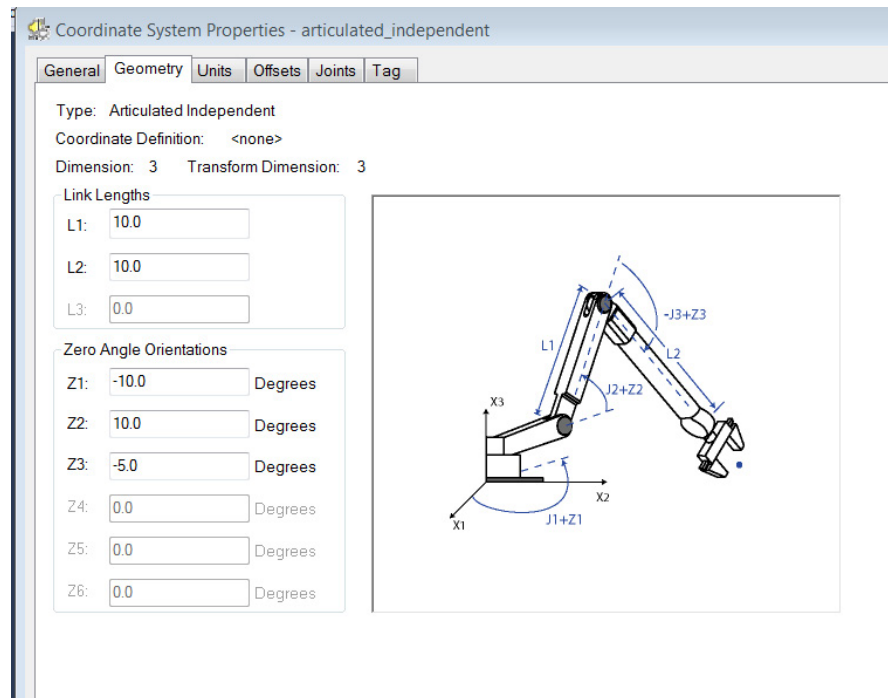 Coordinate System Properties - articulated_independent
General Geometry Units Offsets Joints Tag
Type: Articulated Independent
Coordinate Definition: <none>
Dimension: 3 Transform Dimension: 3
Link Lengths
L1: 10.0
L2: 10.0
L3: 0.0
Zero Angle Orientations
Z1: -10.0 Degrees
Z2: 10.0 Degrees
Z3: -5.0 Degrees
Z4: 0.0 Degrees
Z5: 0.0 Degrees
Z6: 0.0 Degrees
-J3+Z3
L1
L2
J2+Z2
X3
X2
X1
J1+Z1